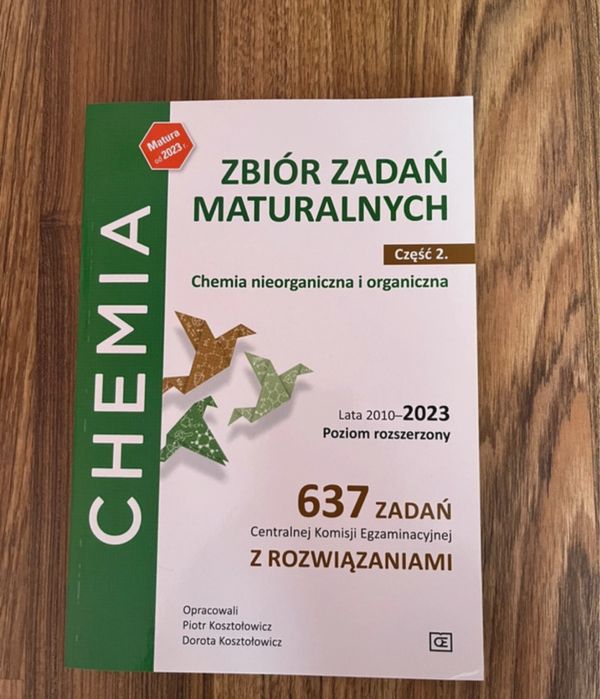 CHEMIA
Matura
od 2023 r.
ZBIÓR ZADAŃ
MATURALNYCH
Część 2.
Chemia nieorganiczna i organiczna
Lata 2010–2023
Poziom rozszerzony
637 ZADAŃ
Centralnej Komisji Egzaminacyjnej
Z ROZWIĄZANIAMI
Opracowali
Piotr Kosztołowicz
Dorota Kosztołowicz
OE